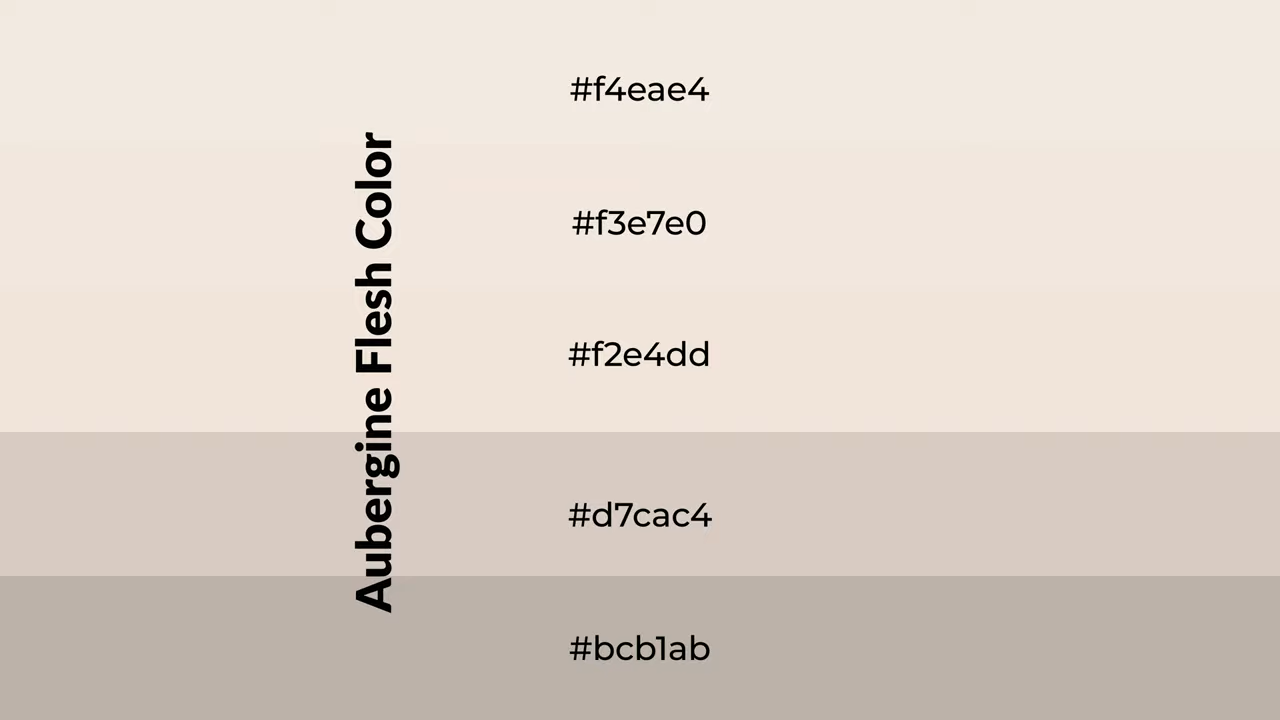 Aubergine Flesh Color
#f4eae4
#f3e7e0
#f2e4dd
#d7cac4
#bcb1ab